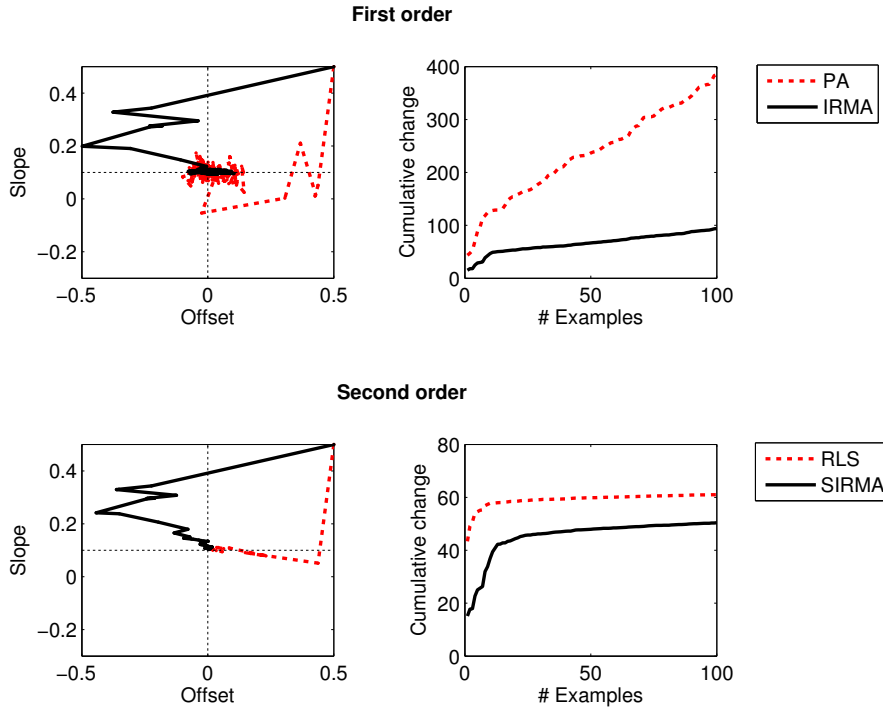 First order
0.4
0.2
0
−0.2
−0.5
0
0.5
Slope
Offset
400
300
200
100
0
0
50
100
Cumulative change
# Examples
PA
IRMA
Second order
0.4
0.2
0
−0.2
−0.5
0
0.5
Slope
Offset
80
60
40
20
0
0
50
100
Cumulative change
# Examples
RLS
SIRMA